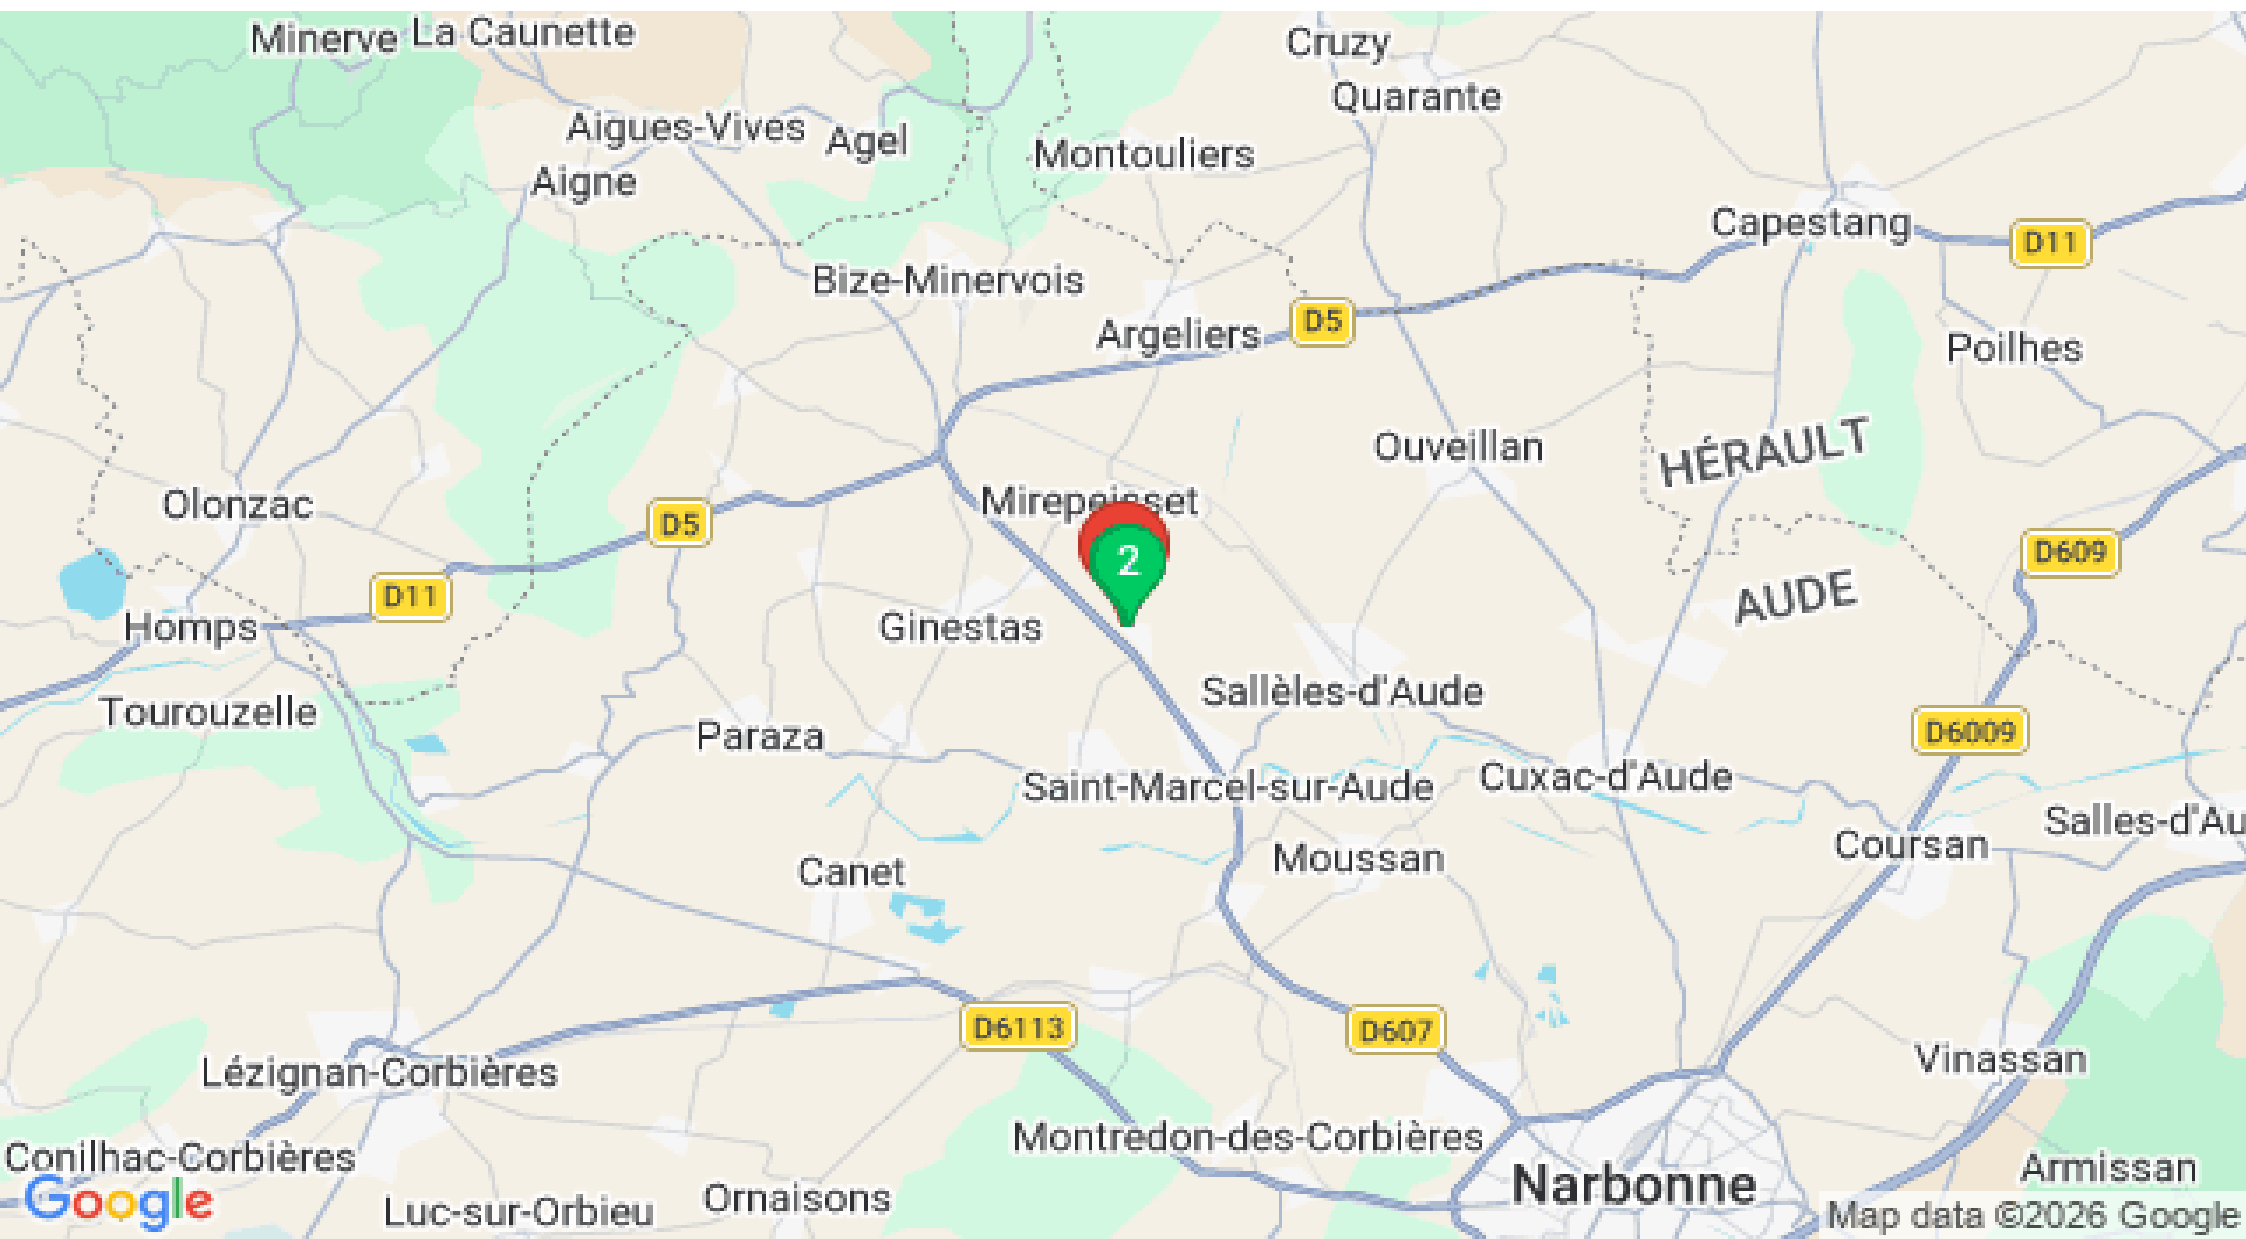 Minerve
La Caunette
Cruzy
Quarante
Aigues-Vives
Agel
Montouliers
Aigne
Capestang
D11
Bize-Minervois
D5
Argeliers
Poilhes
Ouveillan
HÉRAULT
Mirepeisset
Olonzac
D5
D609
2
D11
AUDE
Homps
Ginestas
Sallèles-d'Aude
Tourouzelle
Paraza
D6009
Saint-Marcel-sur-Aude
Cuxac-d'Aude
Salles-d'Au
Coursan
Moussan
Canet
D6113
D607
Vinassan
Lézignan-Corbières
Montredon-des-Corbières
Conilhac-Corbières
Armissan
Narbonne
Ornaisons
Luc-sur-Orbieu
Google
Map data ©2026 Google